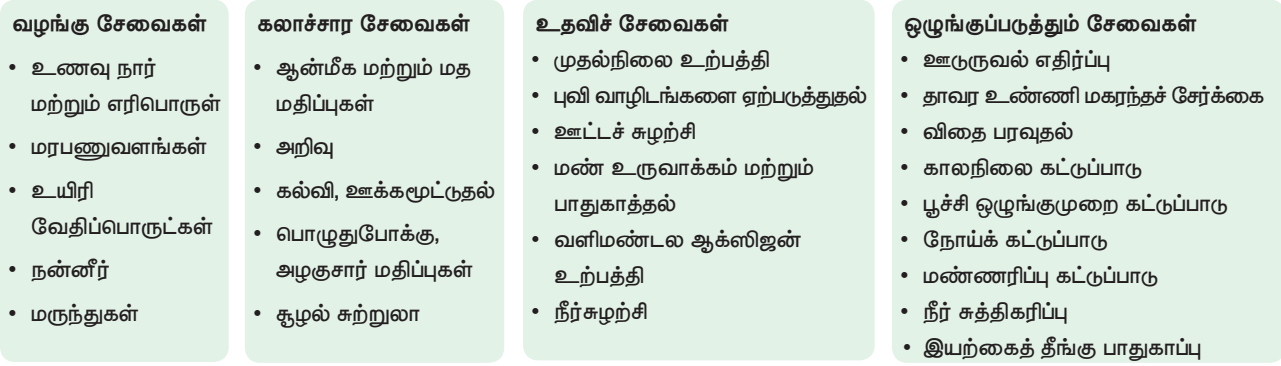 வழங்கு சேவைகள்
• உணவு நார்
மற்றும் எரிபொருள்
• மரபணுவளங்கள்
• உயிரி
வேதிப்பொருட்கள்
• நன்னீர்
• மருந்துகள்
கலாச்சார சேவைகள்
• ஆன்மீக மற்றும் மத
மதிப்புகள்
• அறிவு
• கல்வி, ஊக்கமூட்டுதல்
• பொழுதுபோக்கு,
அழகுசார் மதிப்புகள்
• சூழல் சுற்றுலா
உதவிச் சேவைகள்
• முதல்நிலை உற்பத்தி
• புவி வாழிடங்களை ஏற்படுத்துதல்
• ஊட்டச் சுழற்சி
• மண் உருவாக்கம் மற்றும்
பாதுகாத்தல்
• வளிமண்டல ஆக்ஸிஜன்
உற்பத்தி
• நீர்சுழற்சி
ஒழுங்குப்படுத்தும் சேவைகள்
• ஊடுருவல் எதிர்ப்பு
• தாவர உண்ணி மகரந்தச் சேர்க்கை
• விதை பரவுதல்
• காலநிலை கட்டுப்பாடு
• பூச்சி ஒழுங்குமுறை கட்டுப்பாடு
• நோய்க் கட்டுப்பாடு
• மண்ணரிப்பு கட்டுப்பாடு
• நீர் சுத்திகரிப்பு
• இயற்கைத் தீங்கு பாதுகாப்பு